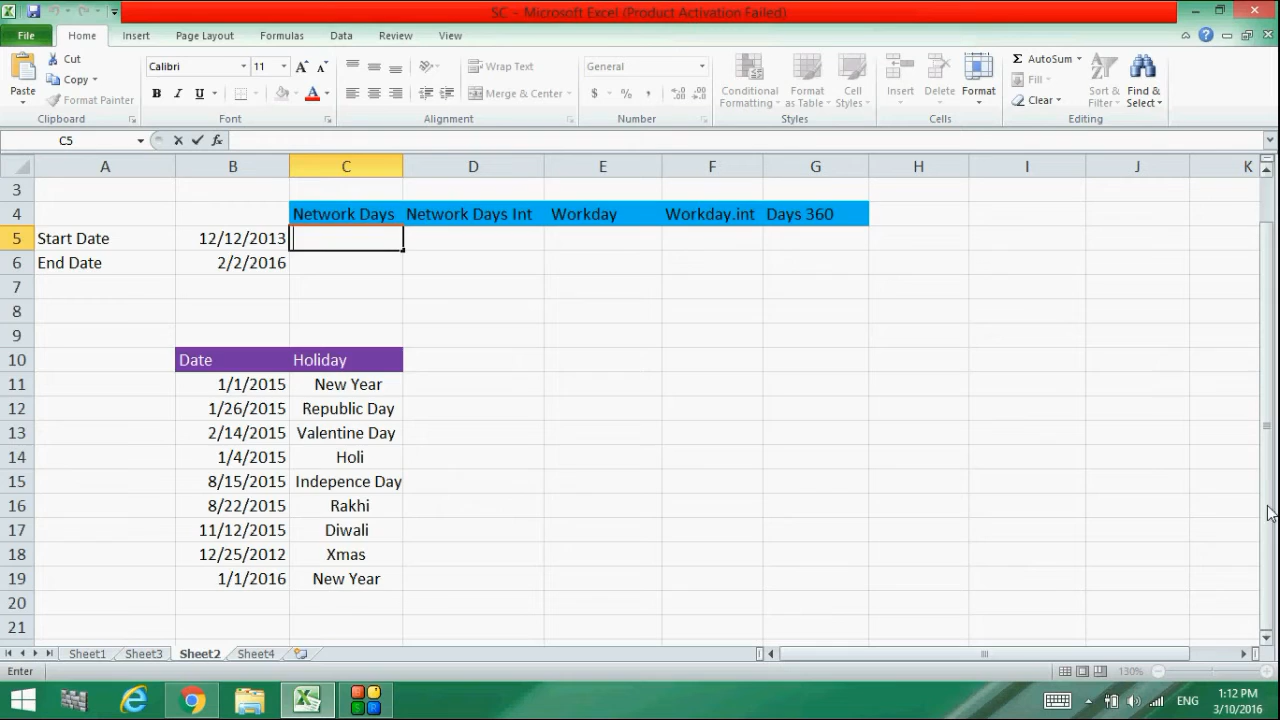 SC - Microsoft Excel (Product Activation Failed)
File Home Insert Page Layout Formulas Data Review View
Paste Cut Copy Format Painter Clipboard
Calibri 11 A A B I U A Font
Wrap Text Merge & Center Alignment
General $ % , Number
Conditional Formatting Format as Table Cell Styles Styles
Insert Delete Format Cells
AutoSum Fill Clear Sort & Filter Find & Select Editing
C5 fx
A B C D E F G H I J K
3
4 Network Days Network Days Int Workday Workday.int Days 360
5 Start Date 12/12/2013
6 End Date 2/2/2016
7
8
9
10 Date Holiday
11 1/1/2015 New Year
12 1/26/2015 Republic Day
13 2/14/2015 Valentine Day
14 1/4/2015 Holi
15 8/15/2015 Indepence Day
16 8/22/2015 Rakhi
17 11/12/2015 Diwali
18 12/25/2012 Xmas
19 1/1/2016 New Year
20
21
Sheet1 Sheet3 Sheet2 Sheet4
Enter 130%
ENG 1:12 PM
3/10/2016